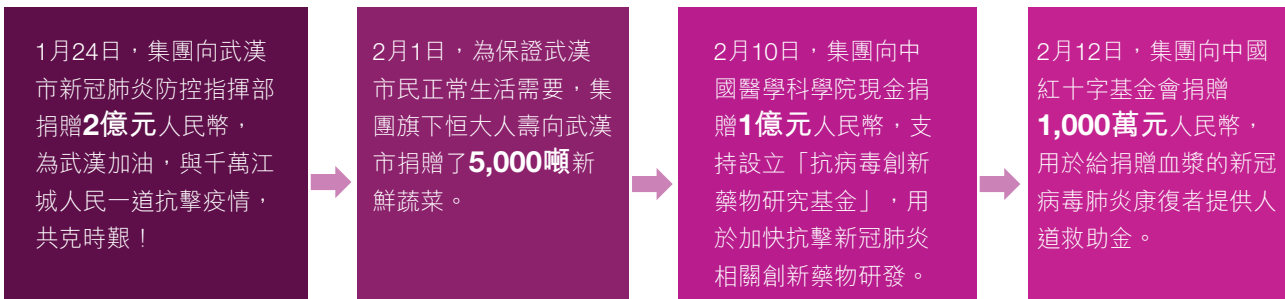 1月24日，集團向武漢
市新冠肺炎防控指揮部
捐贈2億元人民幣，
為武漢加油，與千萬江
城人民一道抗擊疫情，
共克時艱！
2月1日，為保證武漢
市民正常生活需要，集
團旗下恒大人壽向武漢
市捐贈了5,000噸新
鮮蔬菜。
2月10日，集團向中
國醫學科學院現金捐
贈1億元人民幣，支
持設立「抗病毒創新
藥物研究基金」，用
於加快抗擊新冠肺炎
相關創新藥物研發。
2月12日，集團向中國
紅十字基金會捐贈
1,000萬元人民幣，
用於給捐贈血漿的新冠
病毒肺炎康復者提供人
道救助金。